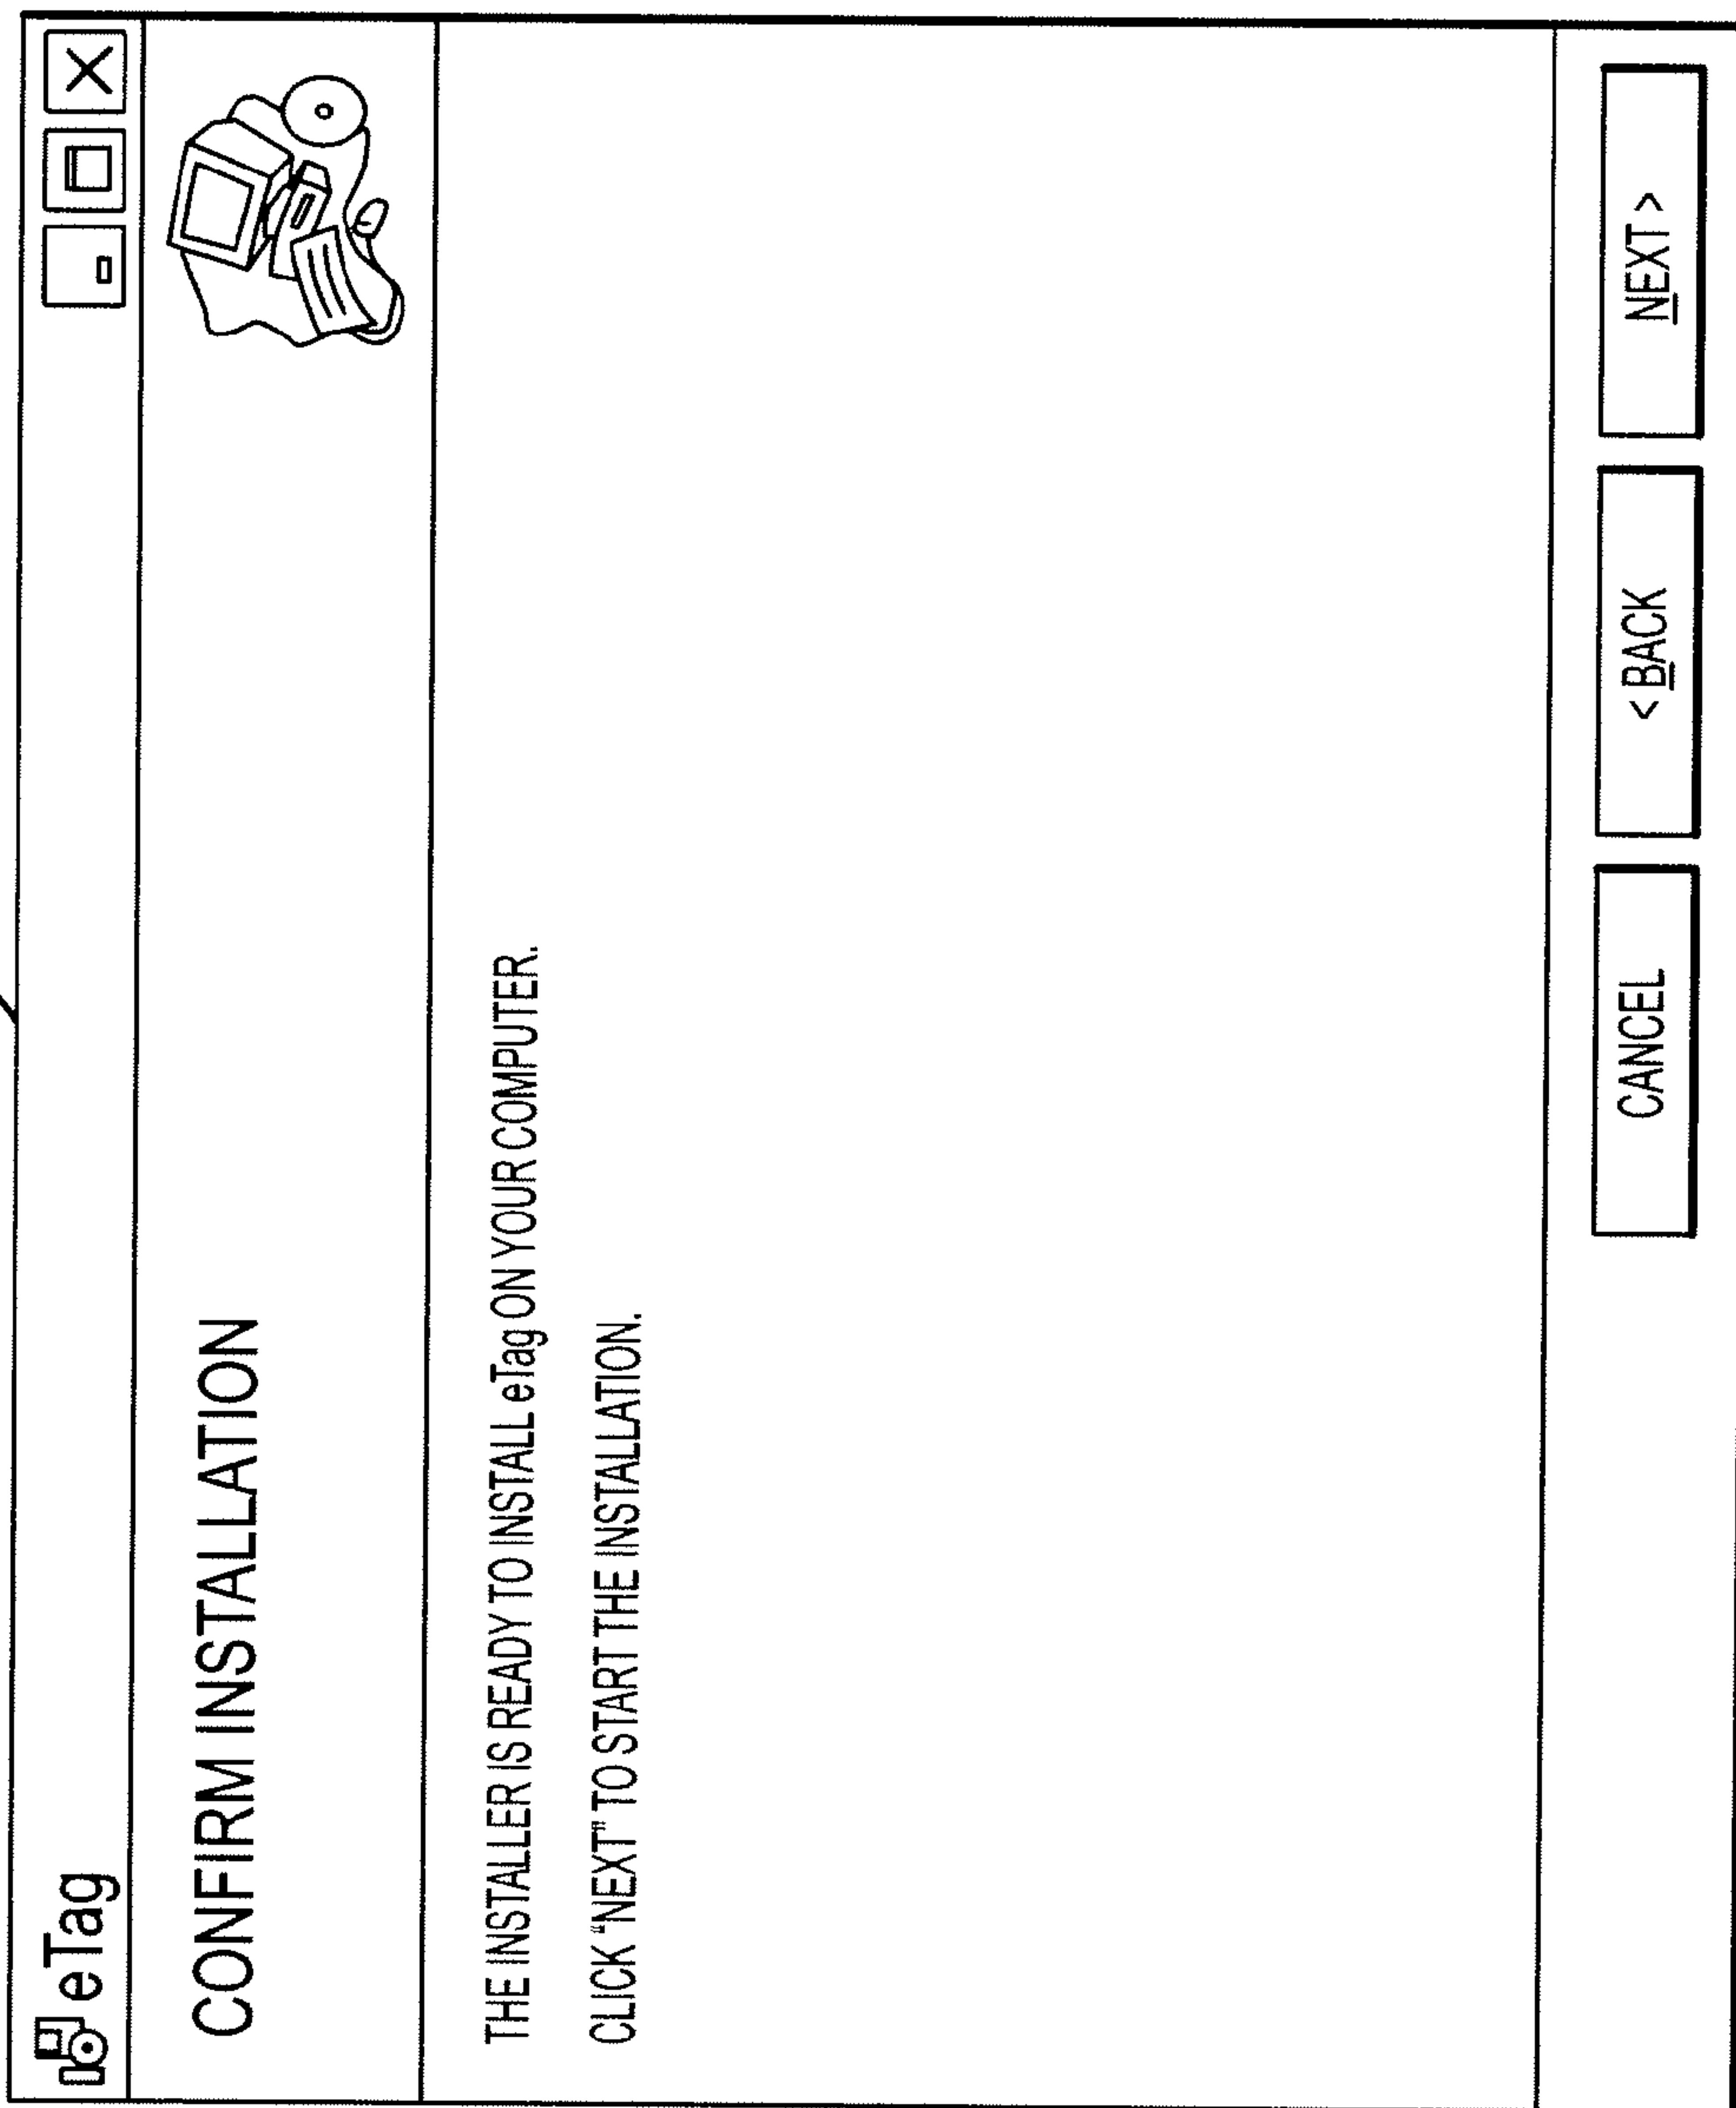 eTag
CONFIRM INSTALLATION
THE INSTALLER IS READY TO INSTALL eTag ON YOUR COMPUTER.
CLICK "NEXT" TO START THE INSTALLATION.
CANCEL
< BACK
NEXT >